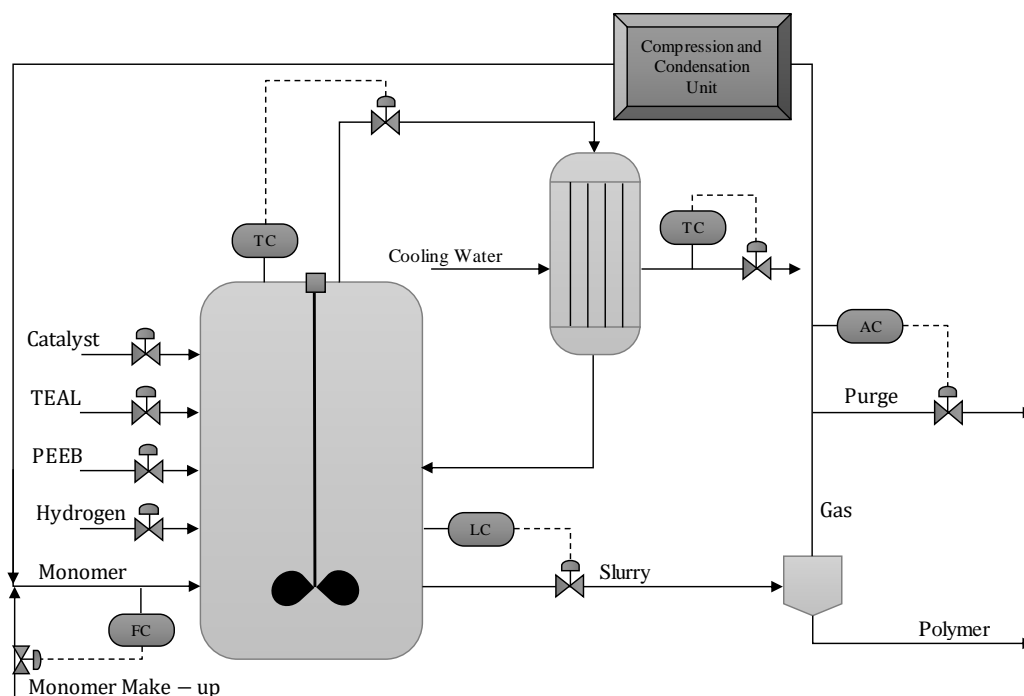 Compression and
Condensation
Unit
TC
TC
Cooling Water
AC
Catalyst
TEAL
Purge
PEEB
Hydrogen
LC
Gas
Monomer
Slurry
FC
Polymer
Monomer Make – up